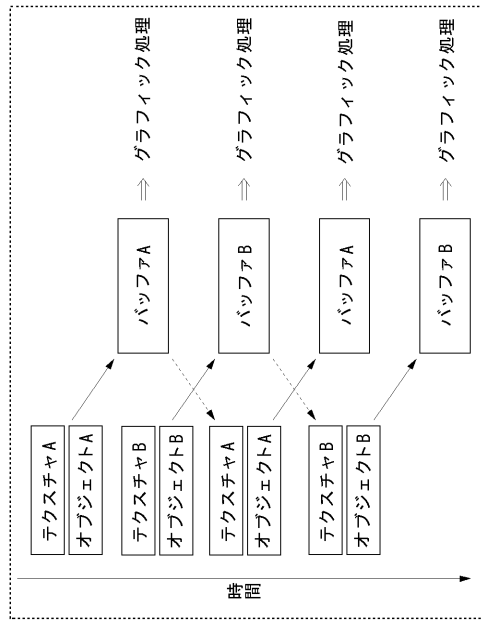 テクスチャA
オブジェクトA
バッファA
グラフィック処理
テクスチャB
オブジェクトB
バッファB
グラフィック処理
テクスチャA
オブジェクトA
バッファA
グラフィック処理
テクスチャB
オブジェクトB
バッファB
グラフィック処理
時間